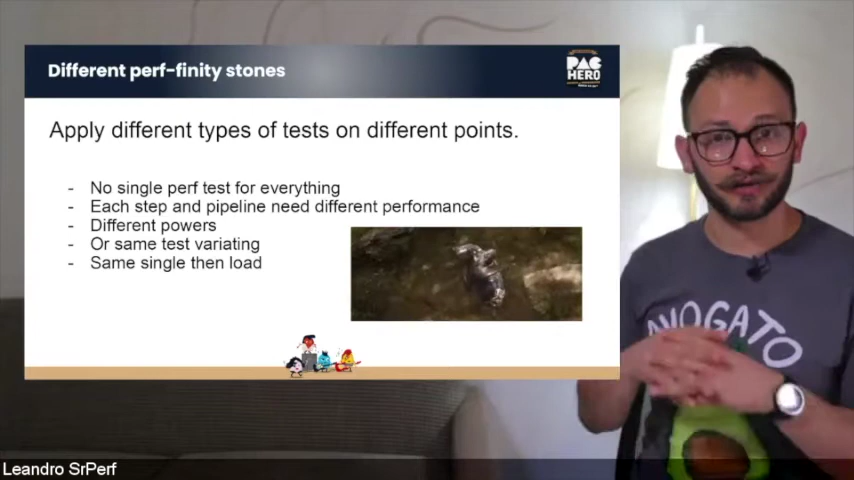 Different perf-finity stones
PAC
HERO
Apply different types of tests on different points.
- No single perf test for everything
- Each step and pipeline need different performance
- Different powers
- Or same test variating
- Same single then load
AVOGATO
Leandro SrPerf